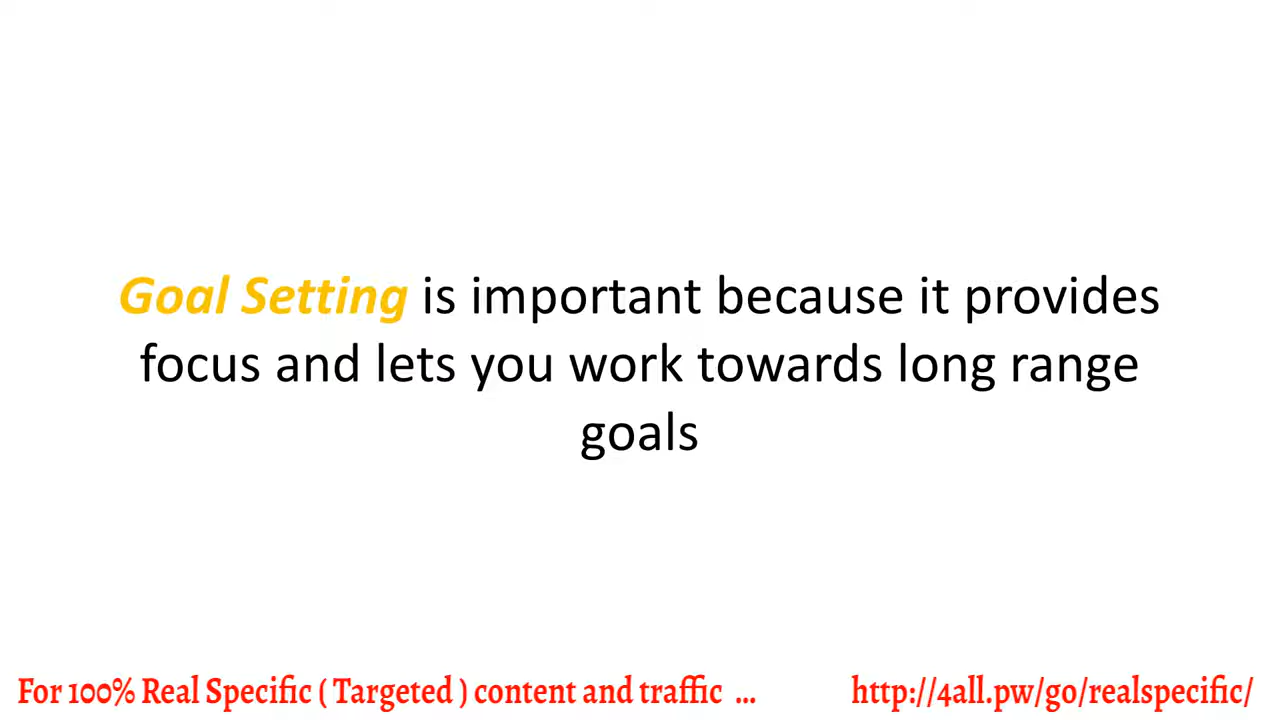 Goal Setting is important because it provides
focus and lets you work towards long range
goals
For 100% Real Specific ( Targeted ) content and traffic ... http://4all.pw/go/realspecific/